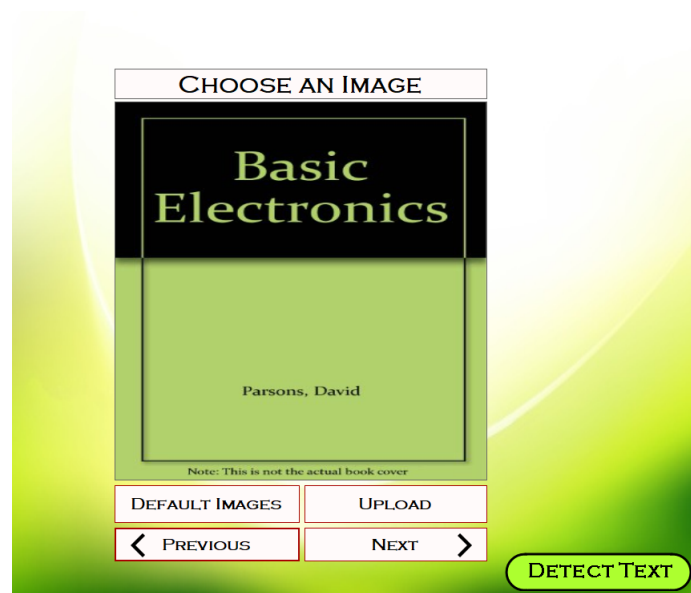 CHOOSE AN IMAGE
Basic
Electronics
Parsons, David
Note: This is not the actual book cover
DEFAULT IMAGES
UPLOAD
PREVIOUS
NEXT
DETECT TEXT